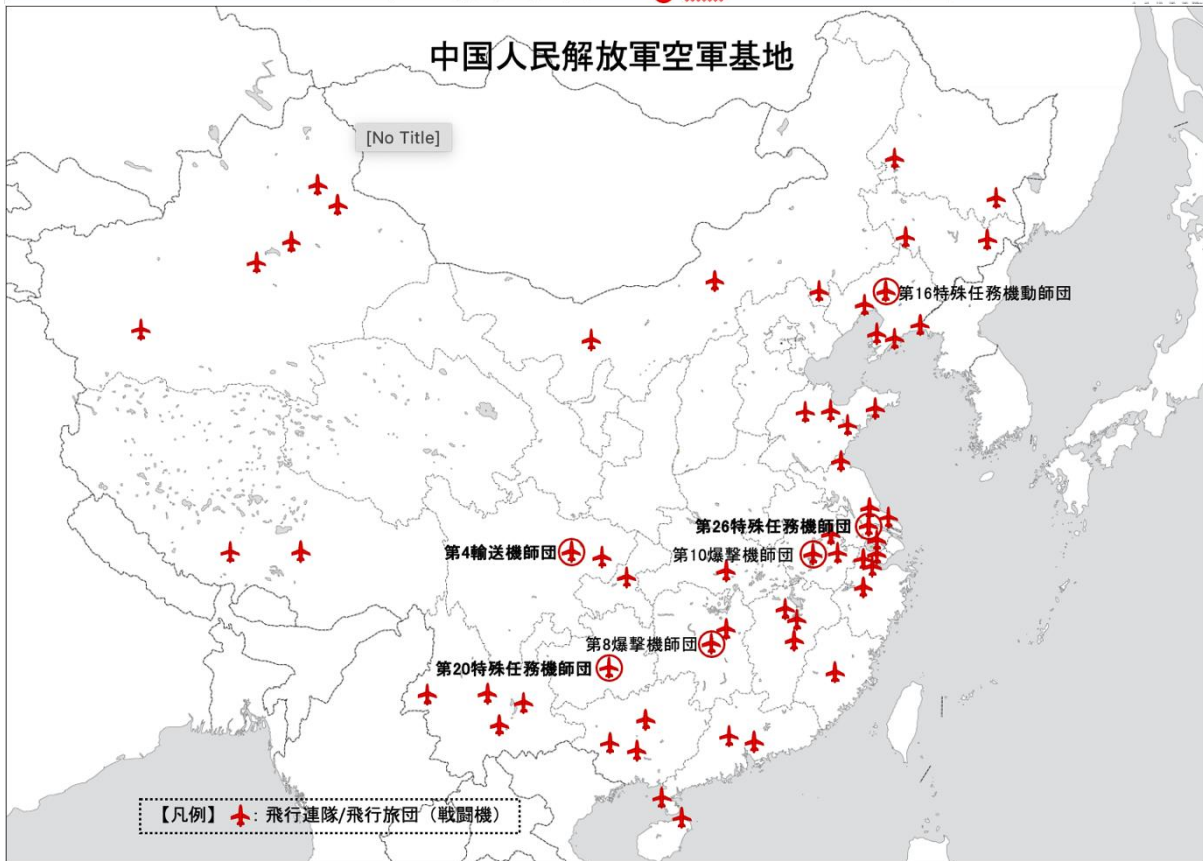 中国人民解放軍空軍基地
[No Title]
第16特殊任務機動師団
第26特殊任務機師団
第4輸送機師団
第10爆撃機師団
第8爆撃機師団
第20特殊任務機師団
【凡例】 : 飛行連隊/飛行旅団（戦闘機）